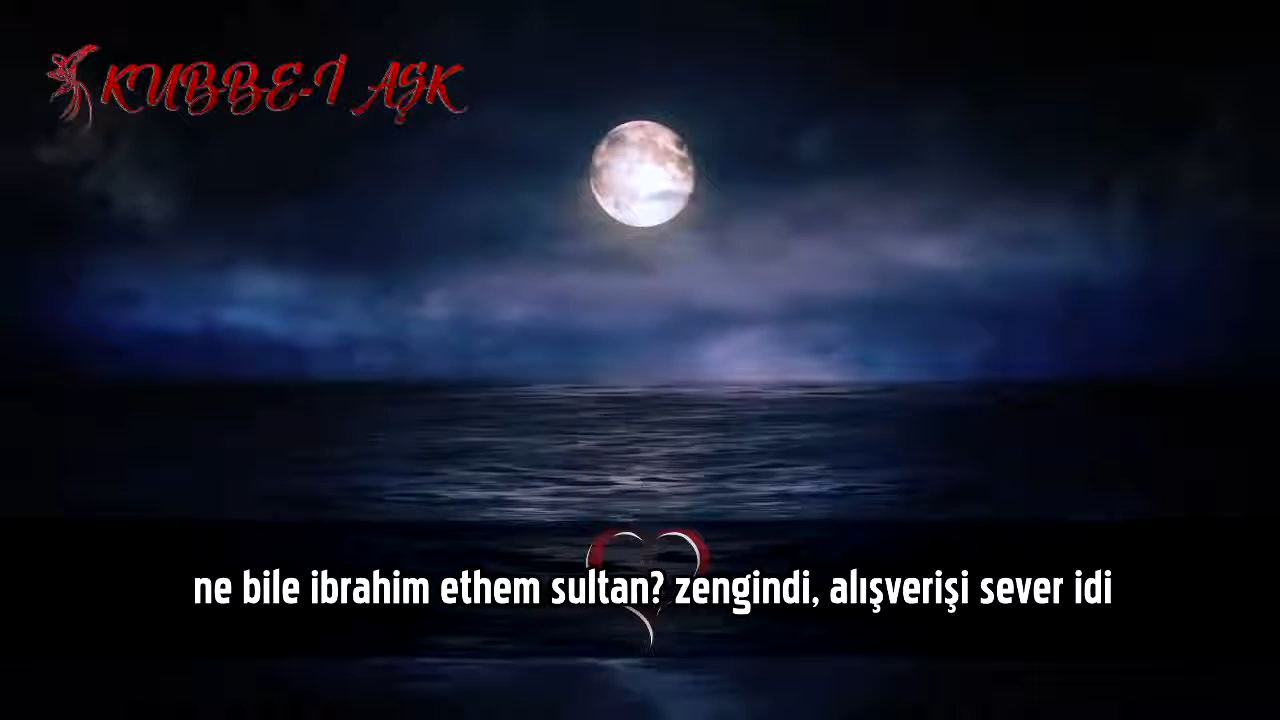 KUBBE-İ AŞK
ne bile ibrahim ethem sultan? zengindi, alışverişi sever idi